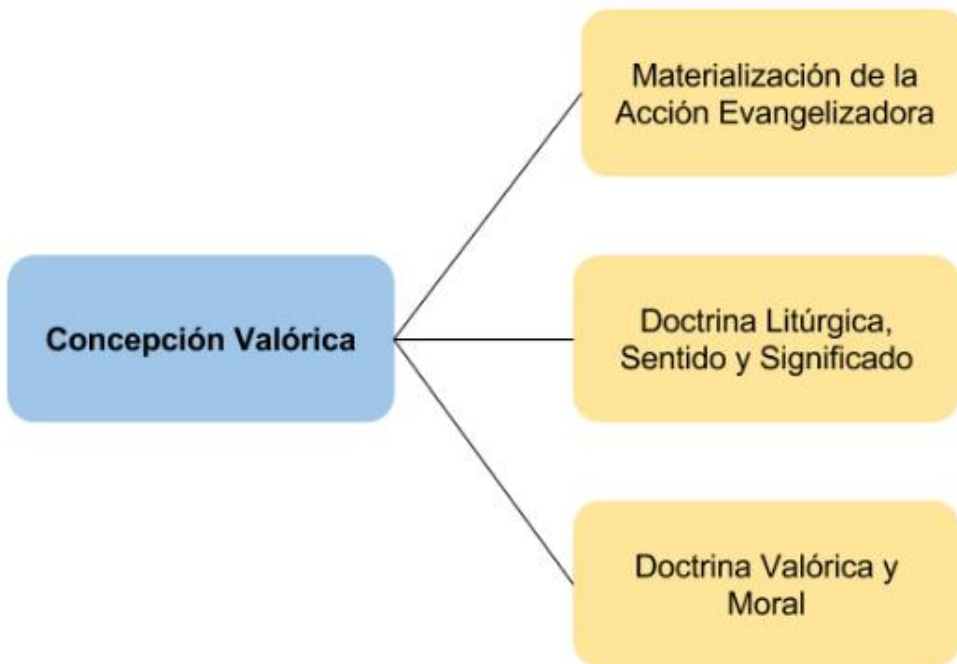 Materialización de la
Acción Evangelizadora
Concepción Valórica
Doctrina Litúrgica,
Sentido y Significado
Doctrina Valórica y
Moral